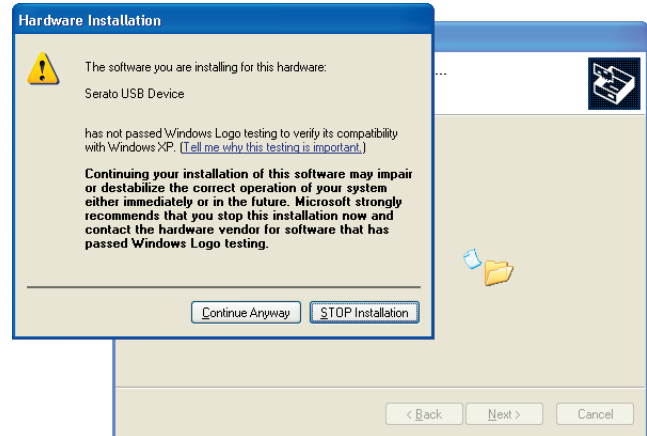 Hardware Installation
The software you are installing for this hardware:
Serato USB Device
has not passed Windows Logo testing to verify its compatibility
with Windows XP. (Tell me why this testing is important.)
Continuing your installation of this software may impair
or destabilize the correct operation of your system
either immediately or in the future. Microsoft strongly
recommends that you stop this installation now and
contact the hardware vendor for software that has
passed Windows Logo testing.
Continue Anyway STOP Installation
...
< Back Next > Cancel